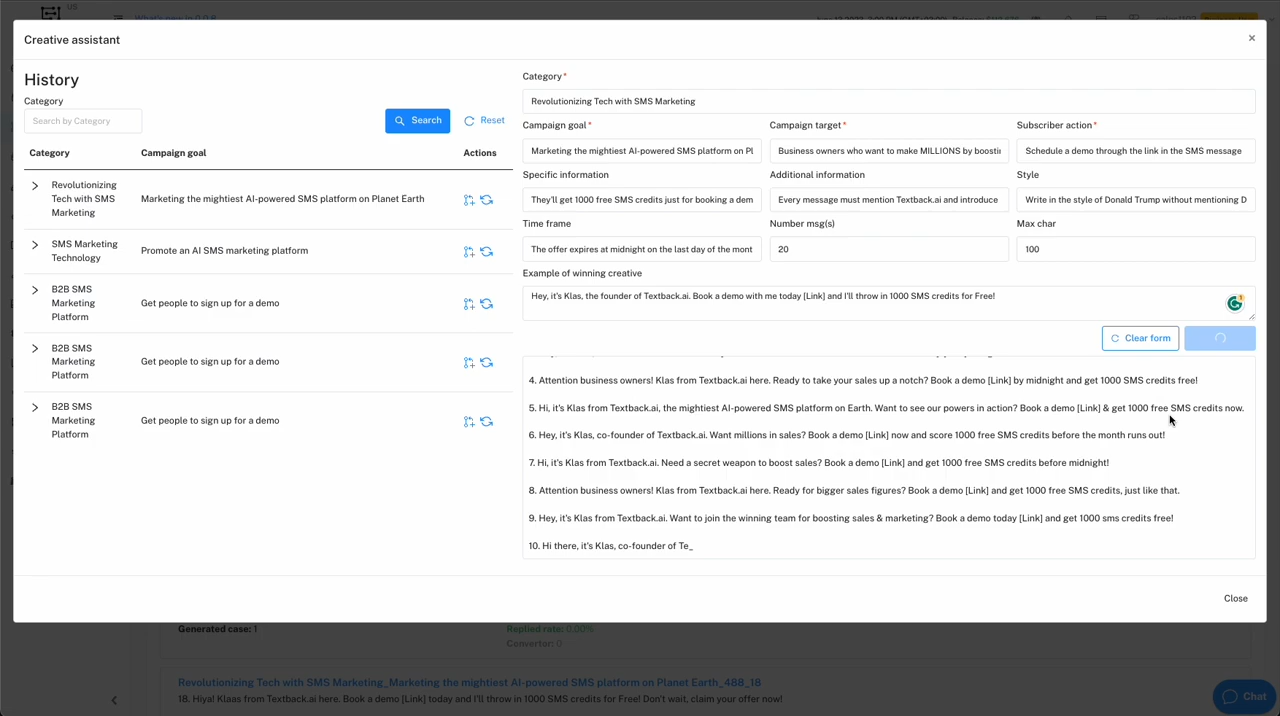 US
What's new in 0.0.8
Creative assistant
×
History
Category
Search by Category
Search
Reset
Category
Campaign goal
Actions
Revolutionizing
Tech with SMS
Marketing
Marketing the mightiest AI-powered SMS platform on Planet Earth
SMS Marketing
Technology
Promote an AI SMS marketing platform
B2B SMS
Marketing
Platform
Get people to sign up for a demo
B2B SMS
Marketing
Platform
Get people to sign up for a demo
B2B SMS
Marketing
Platform
Get people to sign up for a demo
Category*
Revolutionizing Tech with SMS Marketing
Campaign goal*
Campaign target*
Subscriber action*
Marketing the mightiest AI-powered SMS platform on Pl
Business owners who want to make MILLIONS by boostin
Schedule a demo through the link in the SMS message
Specific information
Additional information
Style
They'll get 1000 free SMS credits just for booking a dem
Every message must mention Textback.ai and introduce
Write in the style of Donald Trump without mentioning D
Time frame
Number msg(s)
Max char
The offer expires at midnight on the last day of the mont
20
100
Example of winning creative
Hey, it's Klas, the founder of Textback.ai. Book a demo with me today [Link] and I'll throw in 1000 SMS credits for Free!
1
Clear form
4. Attention business owners! Klas from Textback.ai here. Ready to take your sales up a notch? Book a demo [Link] by midnight and get 1000 SMS credits free!
5. Hi, it's Klas from Textback.ai, the mightiest AI-powered SMS platform on Earth. Want to see our powers in action? Book a demo [Link] & get 1000 free SMS credits now.
6. Hey, it's Klas, co-founder of Textback.ai. Want millions in sales? Book a demo [Link] now and score 1000 free SMS credits before the month runs out!
7. Hi, it's Klas from Textback.ai. Need a secret weapon to boost sales? Book a demo [Link] and get 1000 free SMS credits before midnight!
8. Attention business owners! Klas from Textback.ai here. Ready for bigger sales figures? Book a demo [Link] and get 1000 free SMS credits, just like that.
9. Hey, it's Klas from Textback.ai. Want to join the winning team for boosting sales & marketing? Book a demo today [Link] and get 1000 sms credits free!
10. Hi there, it's Klas, co-founder of Te_
Close
Generated case: 1
Replied rate: 0.00%
Convertor: 0
Revolutionizing Tech with SMS Marketing_Marketing the mightiest AI-powered SMS platform on Planet Earth_488_18
18. Hiya! Klaas from Textback.ai here. Book a demo [Link] today and I'll throw in 1000 SMS credits for Free! Don't wait, claim your offer now!
Chat